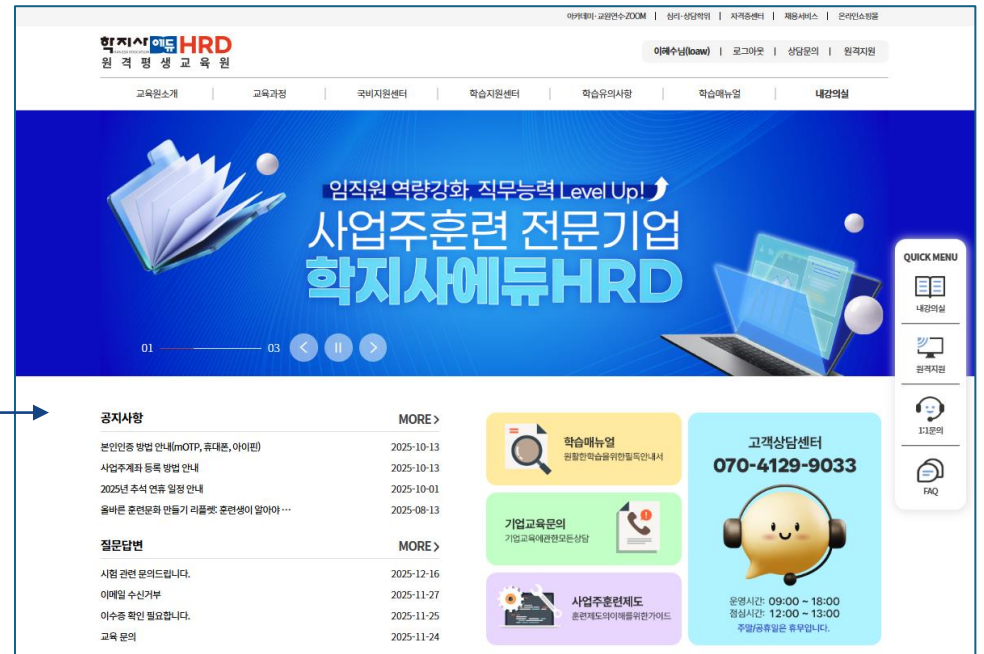 아카데미·교원연수·ZOOM | 심리·상담학위 | 자격증센터 | 채용서비스 | 온라인쇼핑몰
학지사에듀HRD
원격평생교육원
이혜수님(loaw) | 로그아웃 | 상담문의 | 원격지원
교육원소개 | 교육과정 | 국비지원센터 | 학습지원센터 | 학습유의사항 | 학습매뉴얼 | 내강의실
임직원 역량강화, 직무능력 Level Up!
사업주훈련 전문기업
학지사에듀HRD
01 03
QUICK MENU
내강의실
원격지원
1:1문의
FAQ
공지사항 MORE >
본인인증 방법 안내(mOTP, 휴대폰, 아이핀) 2025-10-13
사업주계좌 등록 방법 안내 2025-10-13
2025년 추석 연휴 일정 안내 2025-10-01
올바른 훈련문화 만들기 리플렛: 훈련생이 알아야 … 2025-08-13
질문답변 MORE >
시험 관련 문의드립니다. 2025-12-16
이메일 수신거부 2025-11-27
이수증 확인 필요합니다. 2025-11-25
교육 문의 2025-11-24
학습매뉴얼
원활한학습을위한필독안내서
기업교육문의
기업교육에관한모든상담
사업주훈련제도
훈련제도의이해를위한가이드
고객상담센터
070-4129-9033
운영시간: 09:00 ~ 18:00
점심시간: 12:00 ~ 13:00
주말/공휴일은 휴무입니다.